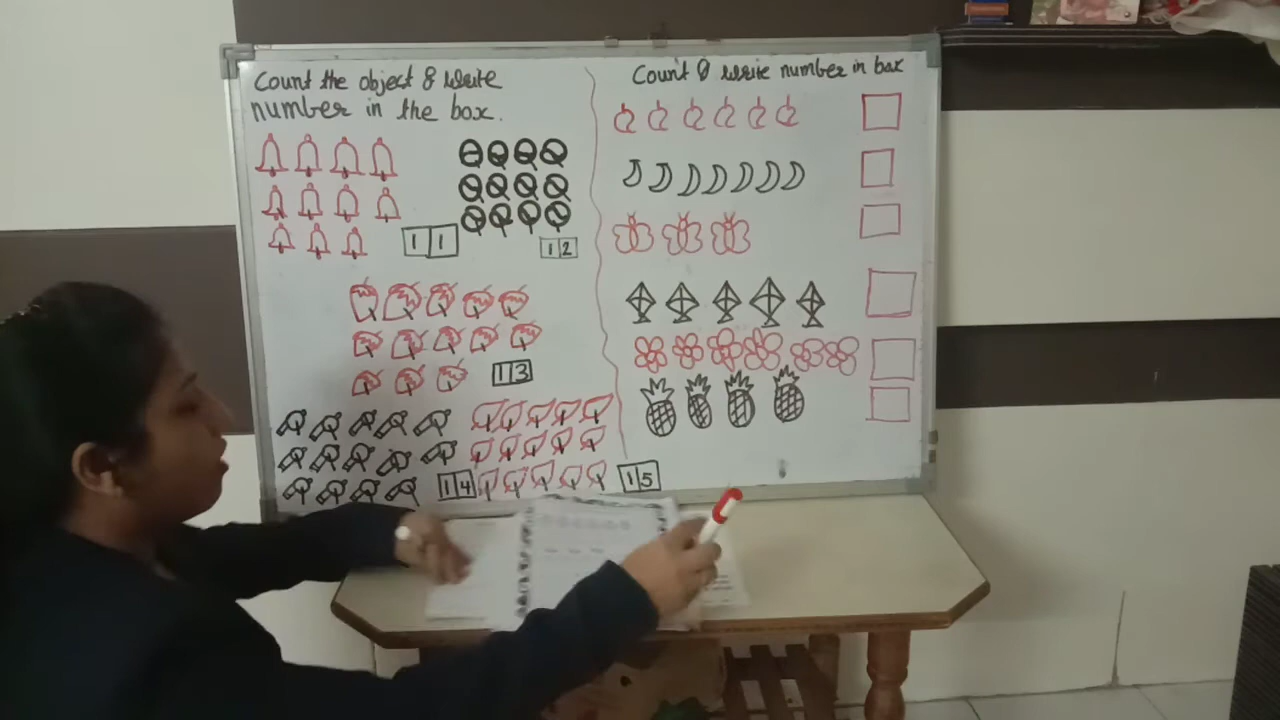 Count the object & write
number in the box.
11
12
13
14
15
Count & write number in box